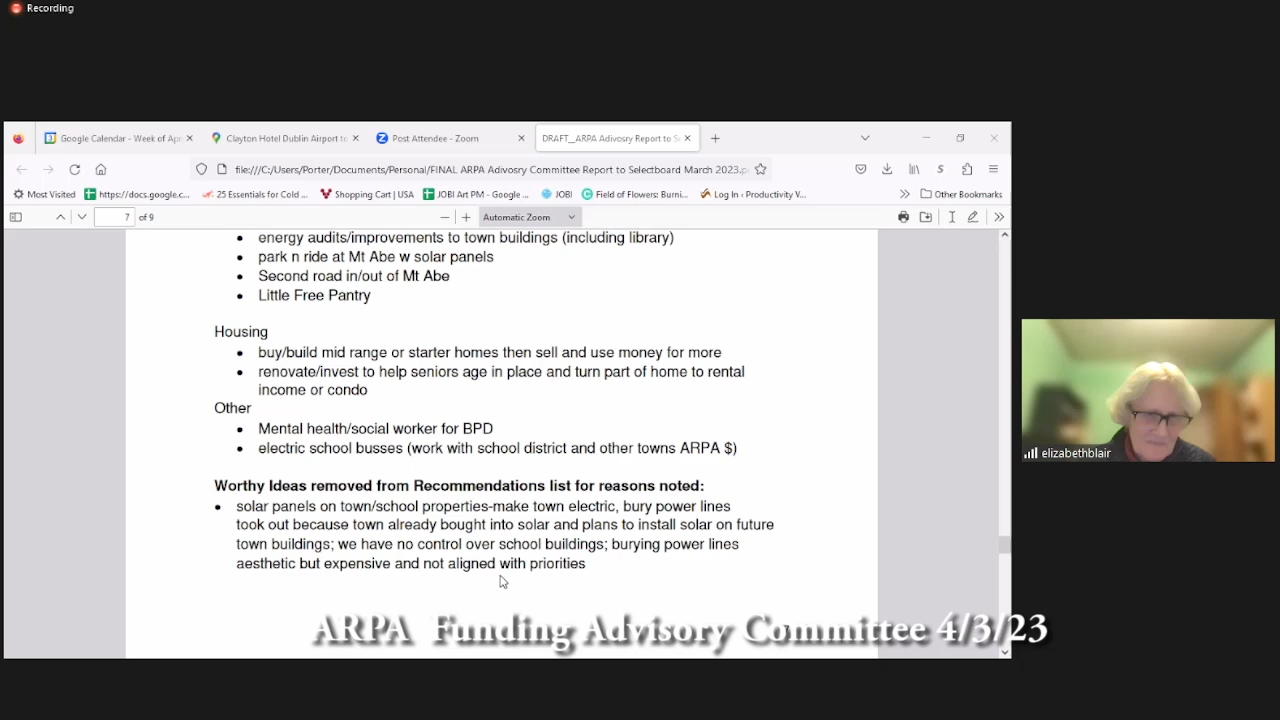 Recording
Google Calendar - Week of Apr
Clayton Hotel Dublin Airport to
Post Attendee - Zoom
DRAFT__ARPA Adivosry Report to Se
file:///C:/Users/Porter/Documents/Personal/FINAL ARPA Adivosry Committee Report to Selectboard March 2023.p
Most Visited
https://docs.google.c...
25 Essentials for Cold ...
Shopping Cart | USA
JOBI Art PM - Google ...
JOBI
Field of Flowers: Burni...
Log In ‹ Productivity V...
Other Bookmarks
7 of 9
Automatic Zoom
• energy audits/improvements to town buildings (including library)
• park n ride at Mt Abe w solar panels
• Second road in/out of Mt Abe
• Little Free Pantry
Housing
• buy/build mid range or starter homes then sell and use money for more
• renovate/invest to help seniors age in place and turn part of home to rental
income or condo
Other
• Mental health/social worker for BPD
• electric school busses (work with school district and other towns ARPA $)
Worthy Ideas removed from Recommendations list for reasons noted:
• solar panels on town/school properties-make town electric, bury power lines
took out because town already bought into solar and plans to install solar on future
town buildings; we have no control over school buildings; burying power lines
aesthetic but expensive and not aligned with priorities
elizabethblair
ARPA Funding Advisory Committee 4/3/23